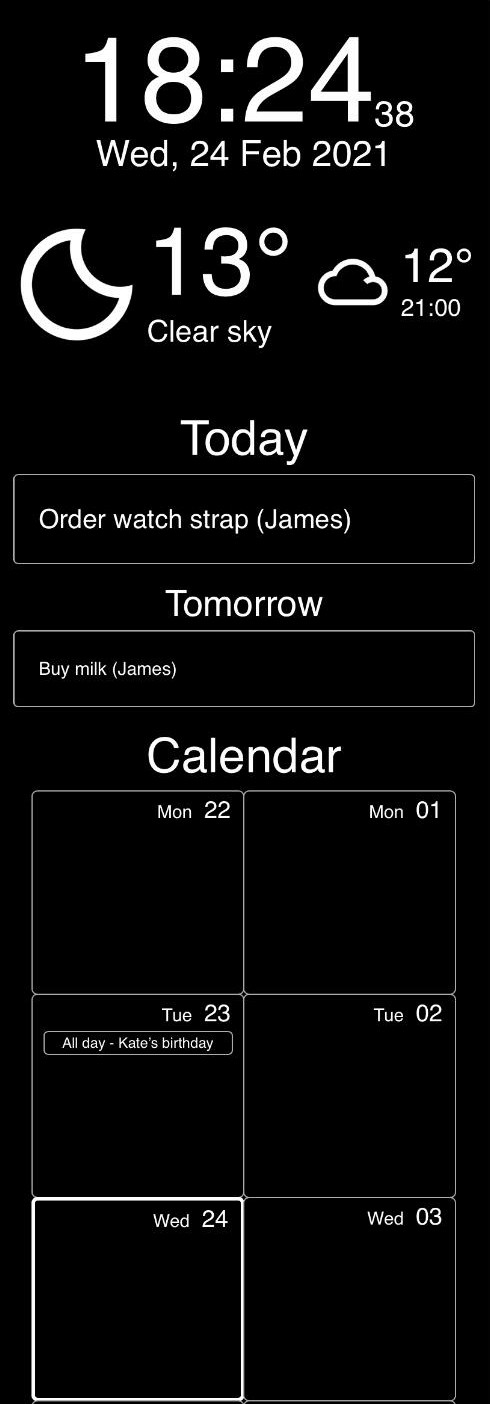 18:24 38
Wed, 24 Feb 2021
13° 12°
Clear sky 21:00
Today
Order watch strap (James)
Tomorrow
Buy milk (James)
Calendar
Mon 22 Mon 01
Tue 23 Tue 02
All day - Kate's birthday
Wed 24 Wed 03